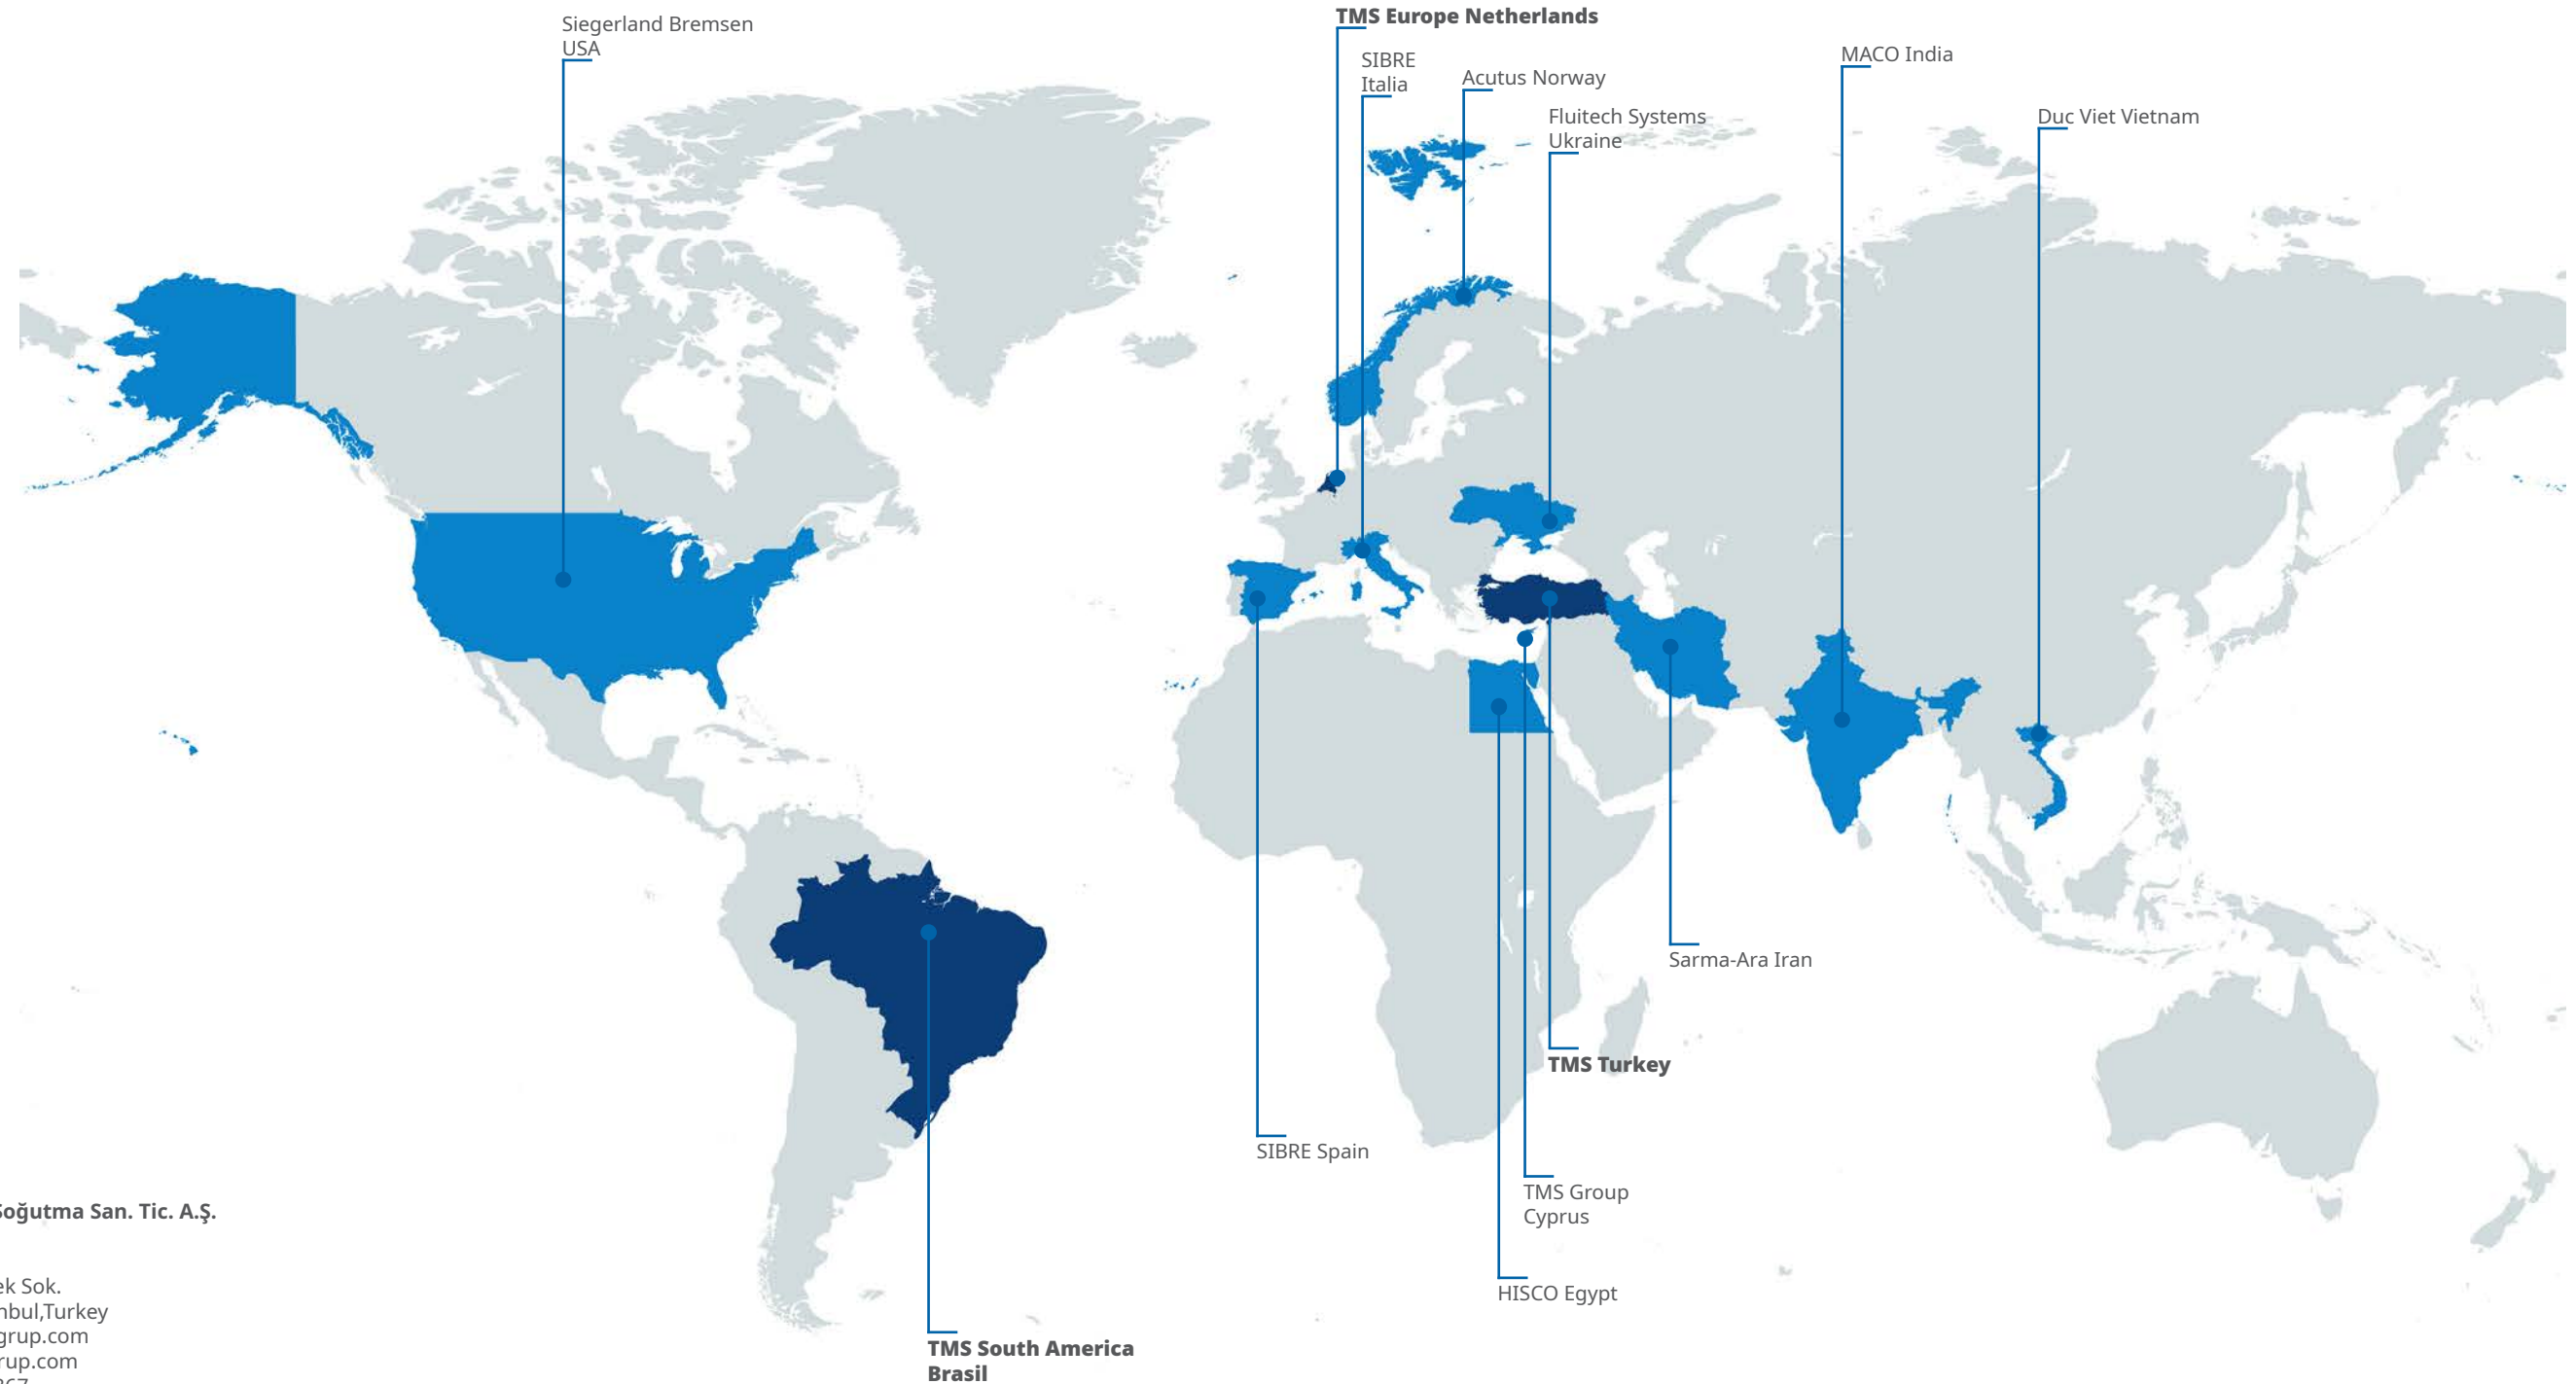 Siegerland Bremsen
USA
TMS Europe Netherlands
SIBRE
Italia
Acutus Norway
Fluitech Systems
Ukraine
MACO India
Duc Viet Vietnam
Sarma-Ara Iran
TMS Turkey
SIBRE Spain
TMS Group
Cyprus
HISCO Egypt
TMS South America
Brasil
Soğutma San. Tic. A.Ş.
ek Sok.
nbul,Turkey
grup.com
rup.com